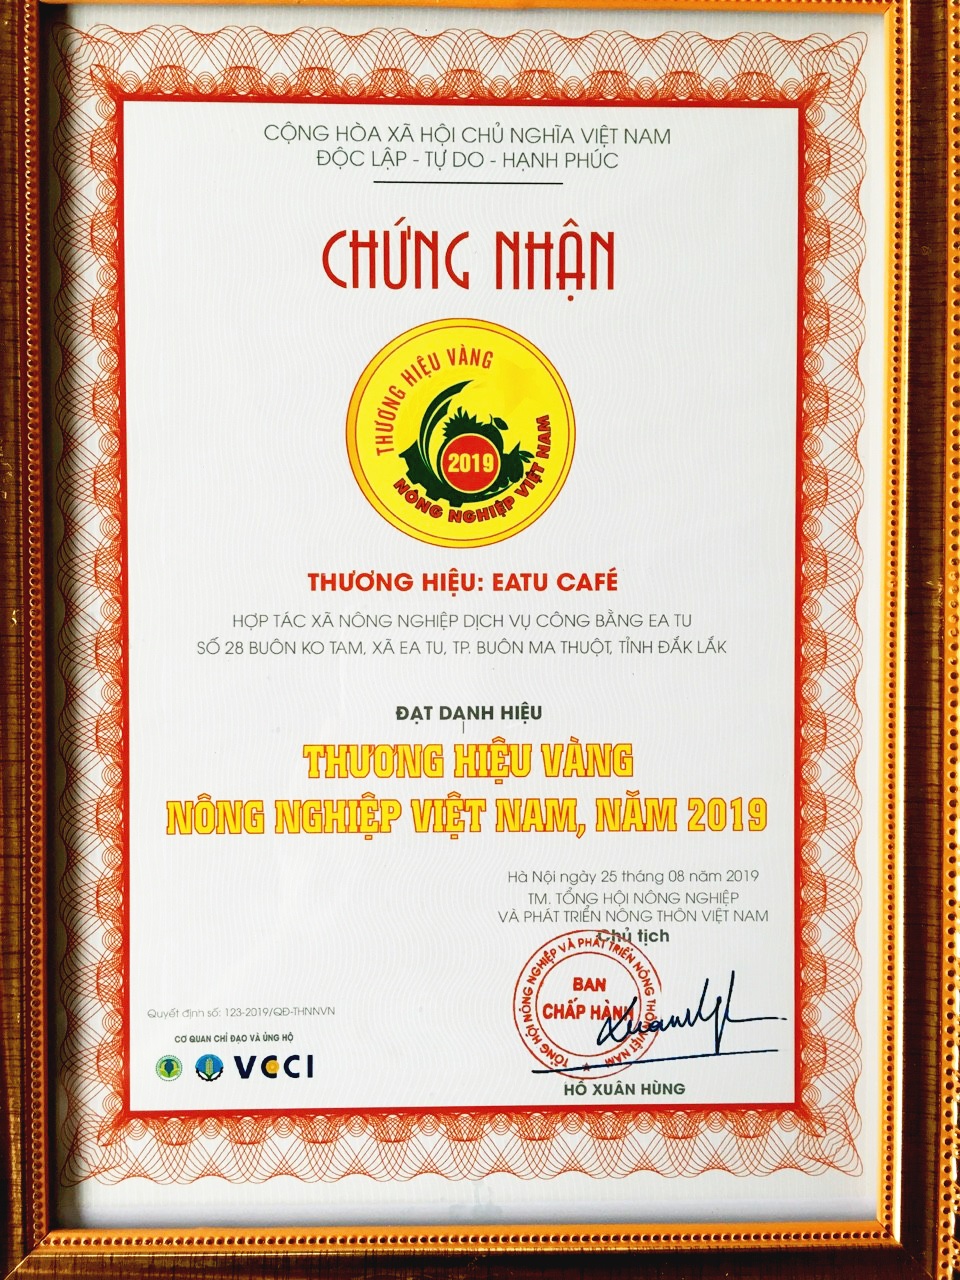 CỘNG HÒA XÃ HỘI CHỦ NGHĨA VIỆT NAM
ĐỘC LẬP - TỰ DO - HẠNH PHÚC
CHỨNG NHẬN
THƯƠNG HIỆU VÀNG
2019
NÔNG NGHIỆP VIỆT NAM
THƯƠNG HIỆU: EATU CAFÉ
HỢP TÁC XÃ NÔNG NGHIỆP DỊCH VỤ CÔNG BẰNG EA TU
SỐ 28 BUÔN KO TAM, XÃ EA TU, TP. BUÔN MA THUỘT, TỈNH ĐẮK LẮK
ĐẠT DANH HIỆU
THƯƠNG HIỆU VÀNG
NÔNG NGHIỆP VIỆT NAM, NĂM 2019
Hà Nội ngày 25 tháng 08 năm 2019
TM. TỔNG HỘI NÔNG NGHIỆP
VÀ PHÁT TRIỂN NÔNG THÔN VIỆT NAM
Chủ tịch
TỔNG HỘI NÔNG NGHIỆP VÀ PHÁT TRIỂN NÔNG THÔN VIỆT NAM
BAN
CHẤP HÀNH
HỒ XUÂN HÙNG
Quyết định số: 123-2019/QĐ-THNNVN
CƠ QUAN CHỈ ĐẠO VÀ ỦNG HỘ
VCCI